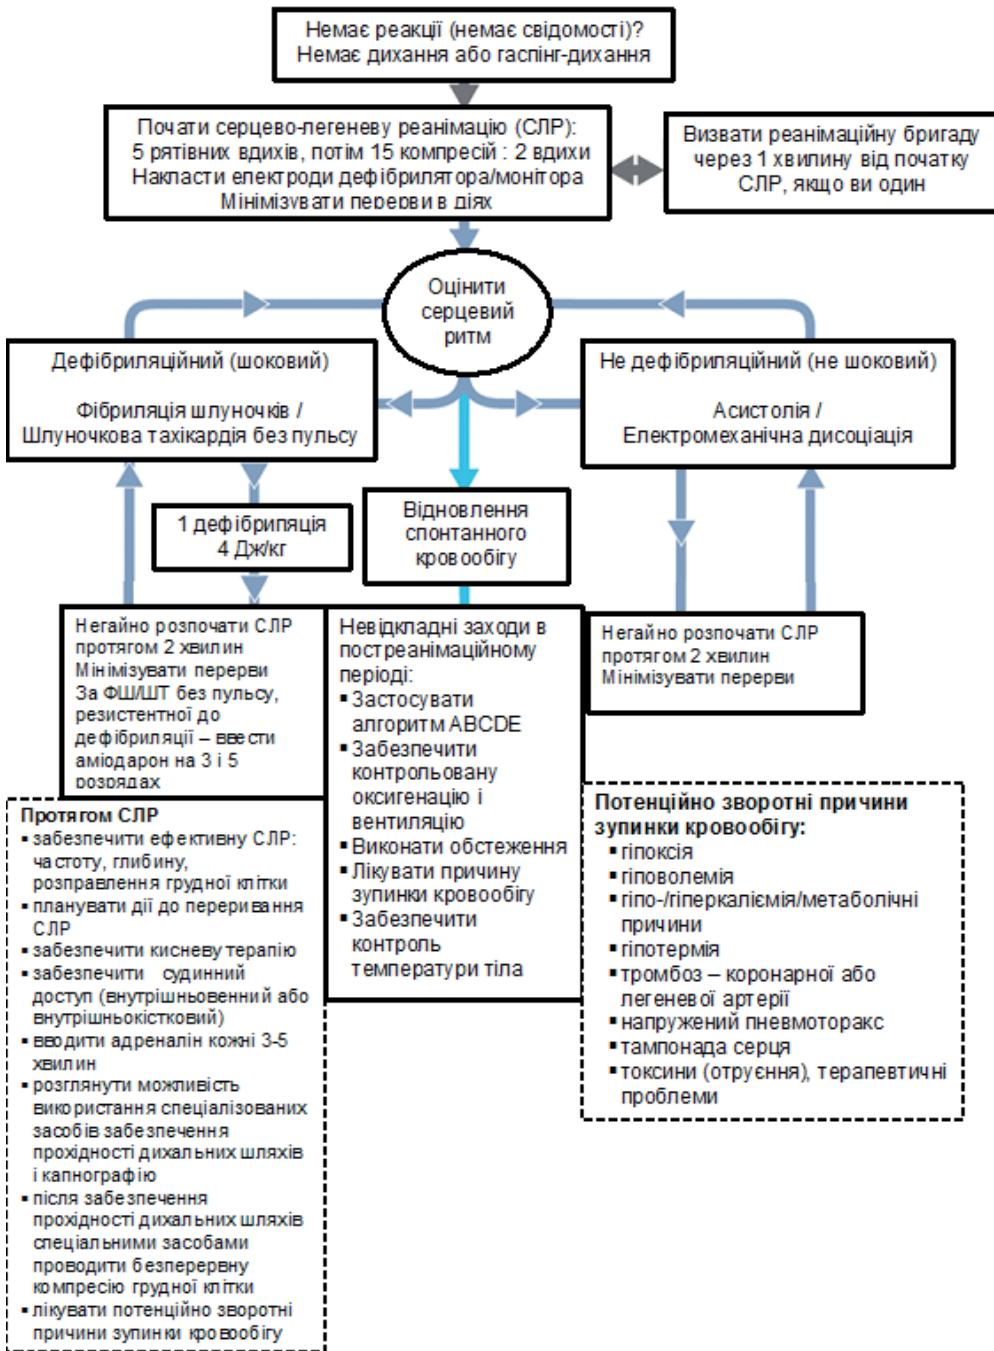 Немає реакції (немає свідомості)?
Немає дихання або гаспінг-дихання
Почати серцево-легеневу реанімацію (СЛР):
5 рятівних вдихів, потім 15 компресій : 2 вдихи
Накласти електроди дефібрилятора/монітора
Мінімізувати перерви в діях
Визвати реанімаційну бригаду
через 1 хвилину від початку
СЛР, якщо ви один
Оцінити
серцевий
ритм
Дефібриляційний (шоковий)
Фібриляція шлуночків /
Шлуночкова тахікардія без пульсу
Не дефібриляційний (не шоковий)
Асистолія /
Електромеханічна дисоціація
1 дефібриляція
4 Дж/кг
Відновлення
спонтанного
кровообігу
Негайно розпочати СЛР
протягом 2 хвилин
Мінімізувати перерви
За ФШ/ШТ без пульсу,
резистентної до
дефібриляції – ввести
аміодарон на 3 і 5
розрядах
Невідкладні заходи в
постреанімаційному
періоді:
▪ Застосувати
алгоритм ABCDE
▪ Забезпечити
контрольовану
оксигенацію і
вентиляцію
▪ Виконати обстеження
▪ Лікувати причину
зупинки кровообігу
▪ Забезпечити
контроль
температури тіла
Негайно розпочати СЛР
протягом 2 хвилин
Мінімізувати перерви
Протягом СЛР
▪ забезпечити ефективну СЛР:
частоту, глибину,
розправлення грудної клітки
▪ планувати дії до переривання
СЛР
▪ забезпечити кисневу терапію
▪ забезпечити судинний
доступ (внутрішньовенний або
внутрішньокістковий)
▪ вводити адреналін кожні 3-5
хвилин
▪ розглянути можливість
використання спеціалізованих
засобів забезпечення
прохідності дихальних шляхів
і капнографію
▪ після забезпечення
прохідності дихальних шляхів
спеціальними засобами
проводити безперервну
компресію грудної клітки
▪ лікувати потенційно зворотні
причини зупинки кровообігу
Потенційно зворотні причини
зупинки кровообігу:
▪ гіпоксія
▪ гіповолемія
▪ гіпо-/гіперкаліємія/метаболічні
причини
▪ гіпотермія
▪ тромбоз – коронарної або
легеневої артерії
▪ напружений пневмоторакс
▪ тампонада серця
▪ токсини (отруєння), терапевтичні
проблеми